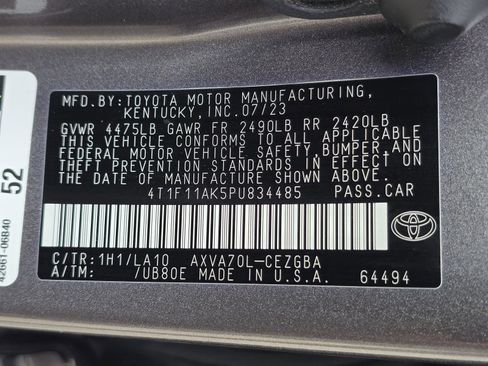 MFD.BY: TOYOTA MOTOR MANUFACTURING,
KENTUCKY, INC. 07/23
GVWR 4475LB GAWR FR 2490LB RR 2420LB
THIS VEHICLE CONFORMS TO ALL APPLICABLE
FEDERAL MOTOR VEHICLE SAFETY, BUMPER, AND
THEFT PREVENTION STANDARDS IN EFFECT ON
THE DATE OF MANUFACTURE SHOWN ABOVE.
4T1F11AK5PU834485 PASS.CAR
C/TR: 1H1/LA10 AXVA70L-CEZGBA
A/TM: /UB80E MADE IN U.S.A. 64494
52
42661-06B40